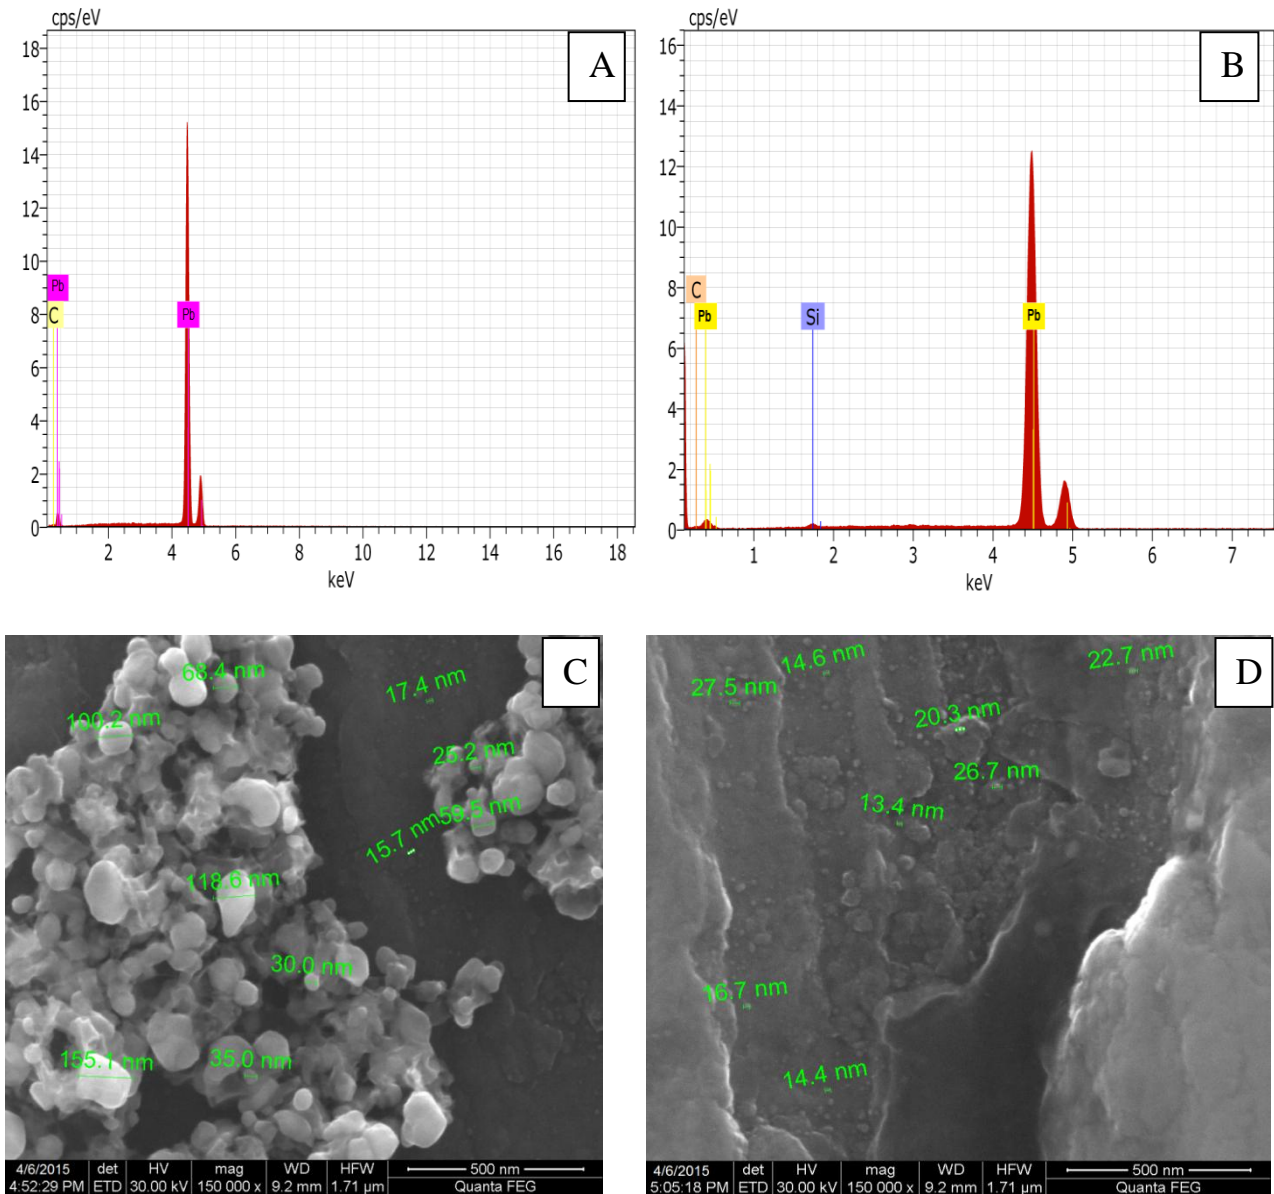 cps/eV
A
18
16
14
12
10
8
6
4
2
0
Pb
C
Pb
2 4 6 8 10 12 14 16 18
keV
cps/eV
B
16
14
12
10
8
6
4
2
0
C
Pb
Si
Pb
1 2 3 4 5 6 7
keV
C
68.4 nm
17.4 nm
100.2 nm
25.2 nm
59.5 nm
15.7 nm
118.6 nm
30.0 nm
155.1 nm
35.0 nm
4/6/2015 det HV mag WD HFW 500 nm
4:52:29 PM ETD 30.00 kV 150 000 x 9.2 mm 1.71 µm Quanta FEG
D
14.6 nm
22.7 nm
27.5 nm
20.3 nm
26.7 nm
13.4 nm
16.7 nm
14.4 nm
4/6/2015 det HV mag WD HFW 500 nm
5:05:18 PM ETD 30.00 kV 150 000 x 9.2 mm 1.71 µm Quanta FEG